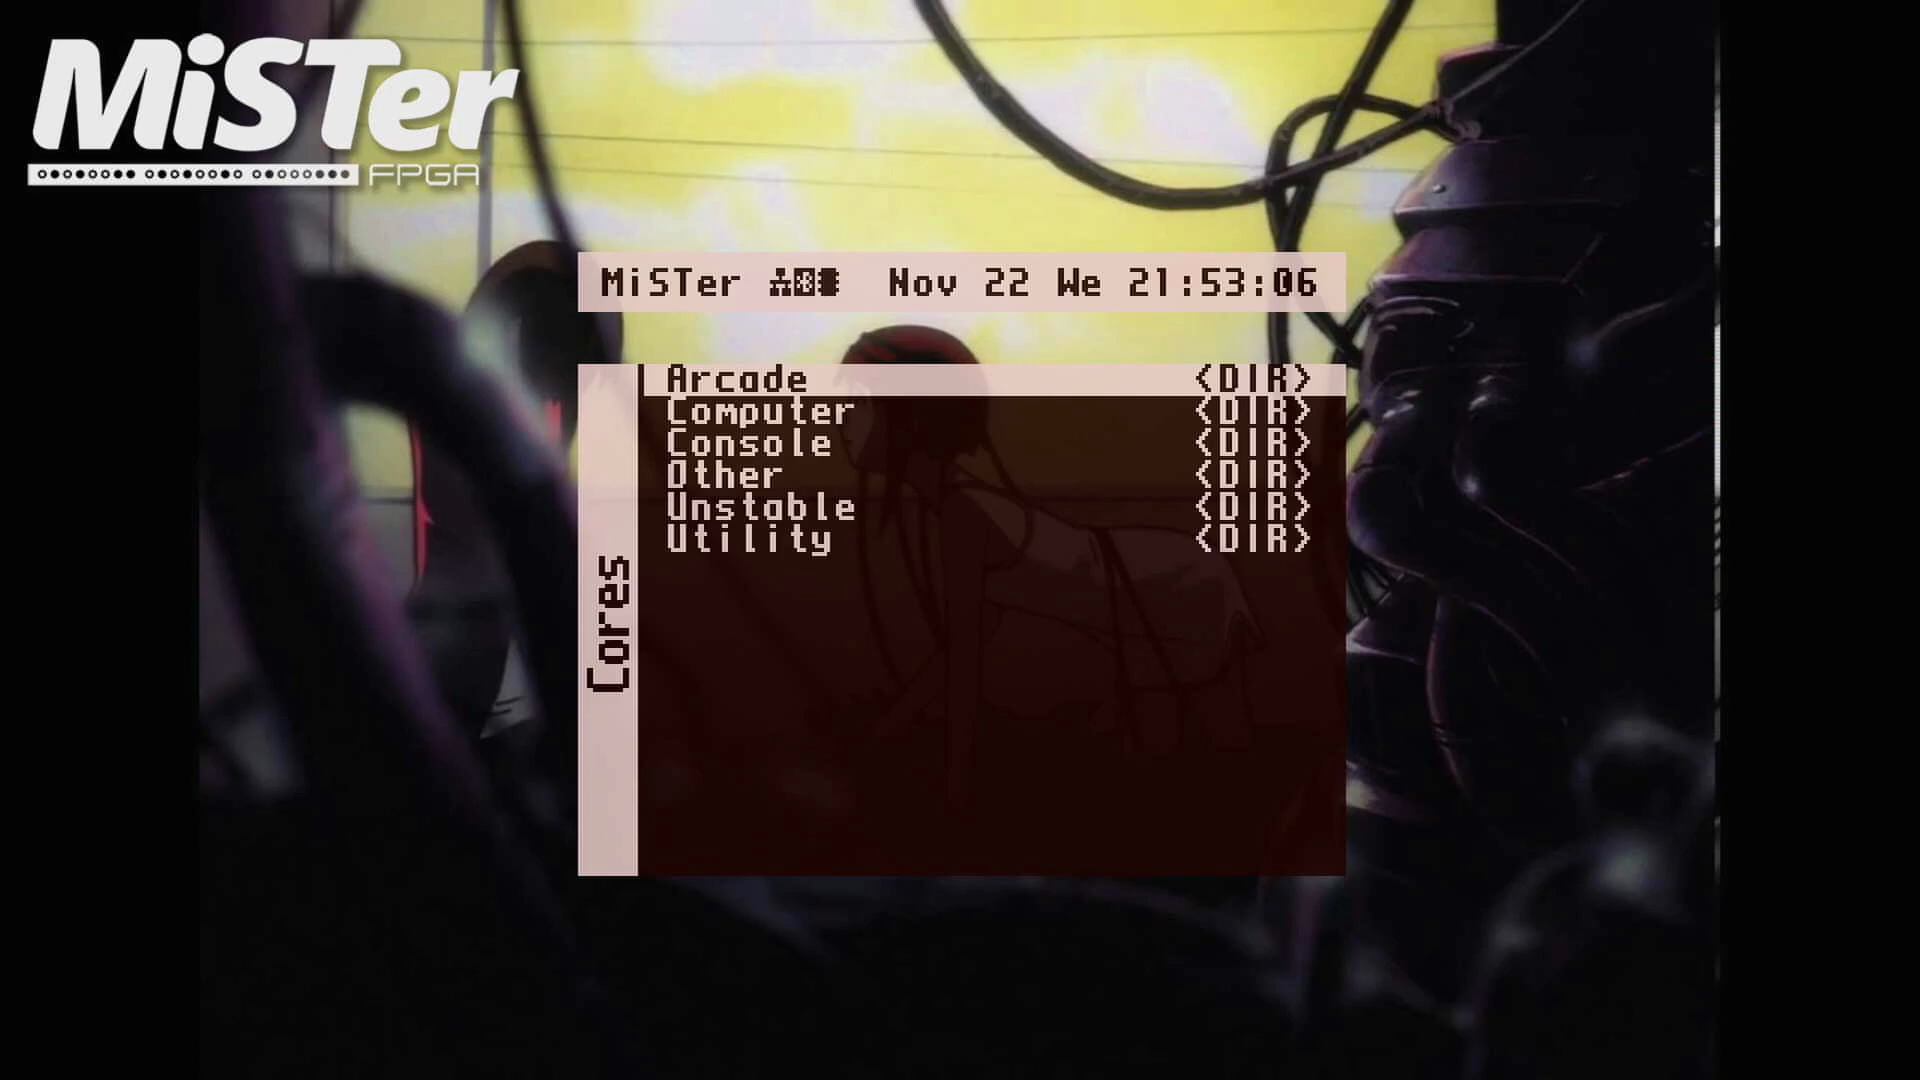 MiSTer
FPGA
MiSTer Nov 22 We 21:53:06
Arcade <DIR>
Computer <DIR>
Console <DIR>
Other <DIR>
Unstable <DIR>
Utility <DIR>
Cores